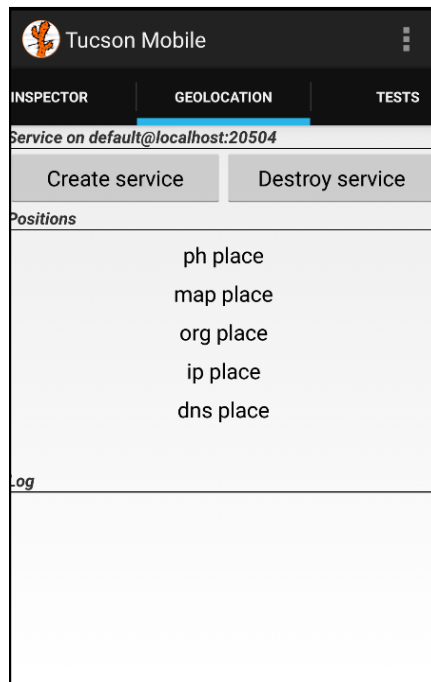 Tucson Mobile
INSPECTOR GEOLOCATION TESTS
Service on default@localhost:20504
Create service Destroy service
Positions
ph place
map place
org place
ip place
dns place
Log